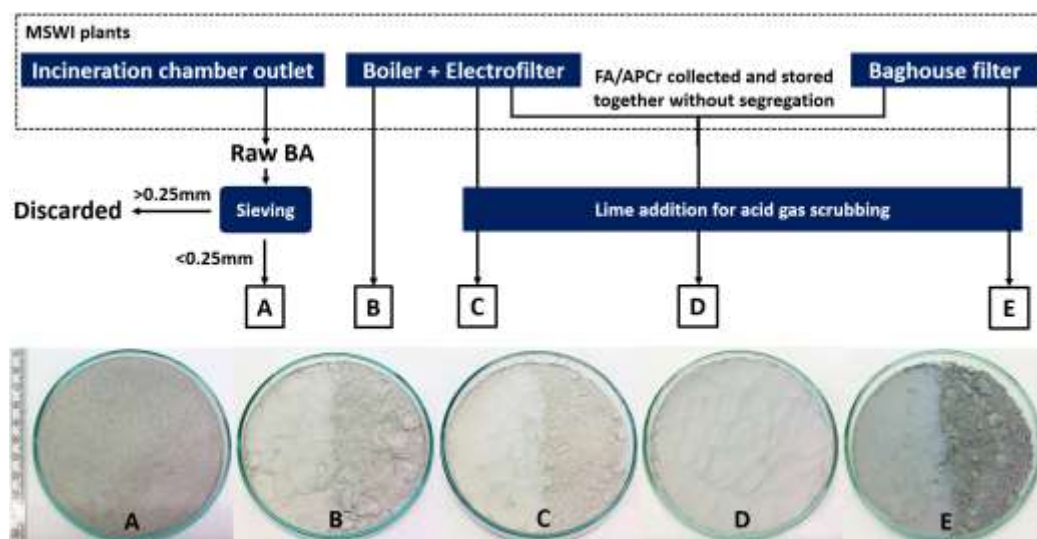 MSWI plants
Incineration chamber outlet
Boiler + Electrofilter
FA/APCr collected and stored
together without segregation
Baghouse filter
Raw BA
>0.25mm
Discarded
Sieving
Lime addition for acid gas scrubbing
<0.25mm
A
B
C
D
E
A
B
C
D
E